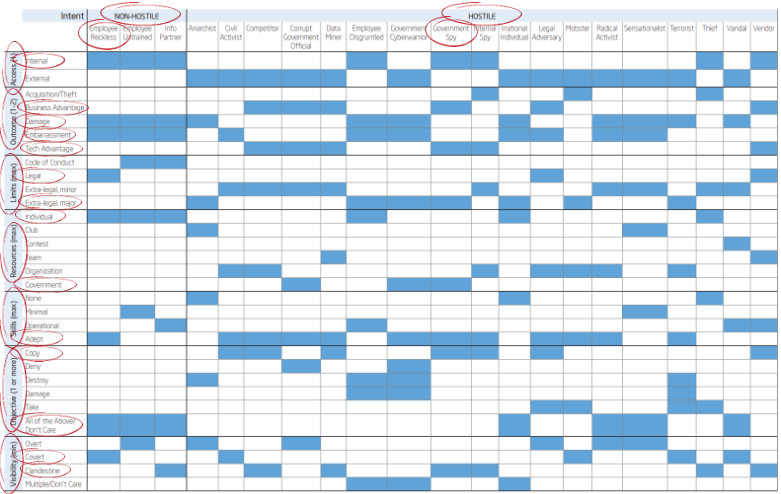 Intent NON-HOSTILE HOSTILE
Employee Reckless
Employee Untrained
Info Partner
Anarchist
Civil Activist
Competitor
Corrupt Government Official
Data Miner
Employee Disgruntled
Government Cyberwarrior
Government Spy
Internal Spy
Irrational Individual
Legal Adversary
Mobster
Radical Activist
Sensationalist
Terrorist
Thief
Vandal
Vendor
Internal
External
Outcome (1-2)
Acquisition/Theft
Business Advantage
Damage
Embarrassment
Tech Advantage
Limits (max)
Code of Conduct
Legal
Extra-legal, minor
Extra-legal, major
Resources (max)
Individual
Club
Contest
Team
Organization
Government
Skills (max)
None
Minimal
Operational
Adept
Objective (1 or more)
Copy
Deny
Destroy
Damage
Take
All of the Above/
Don't Care
Visibility (min)
Overt
Covert
Clandestine
Multiple/Don't Care